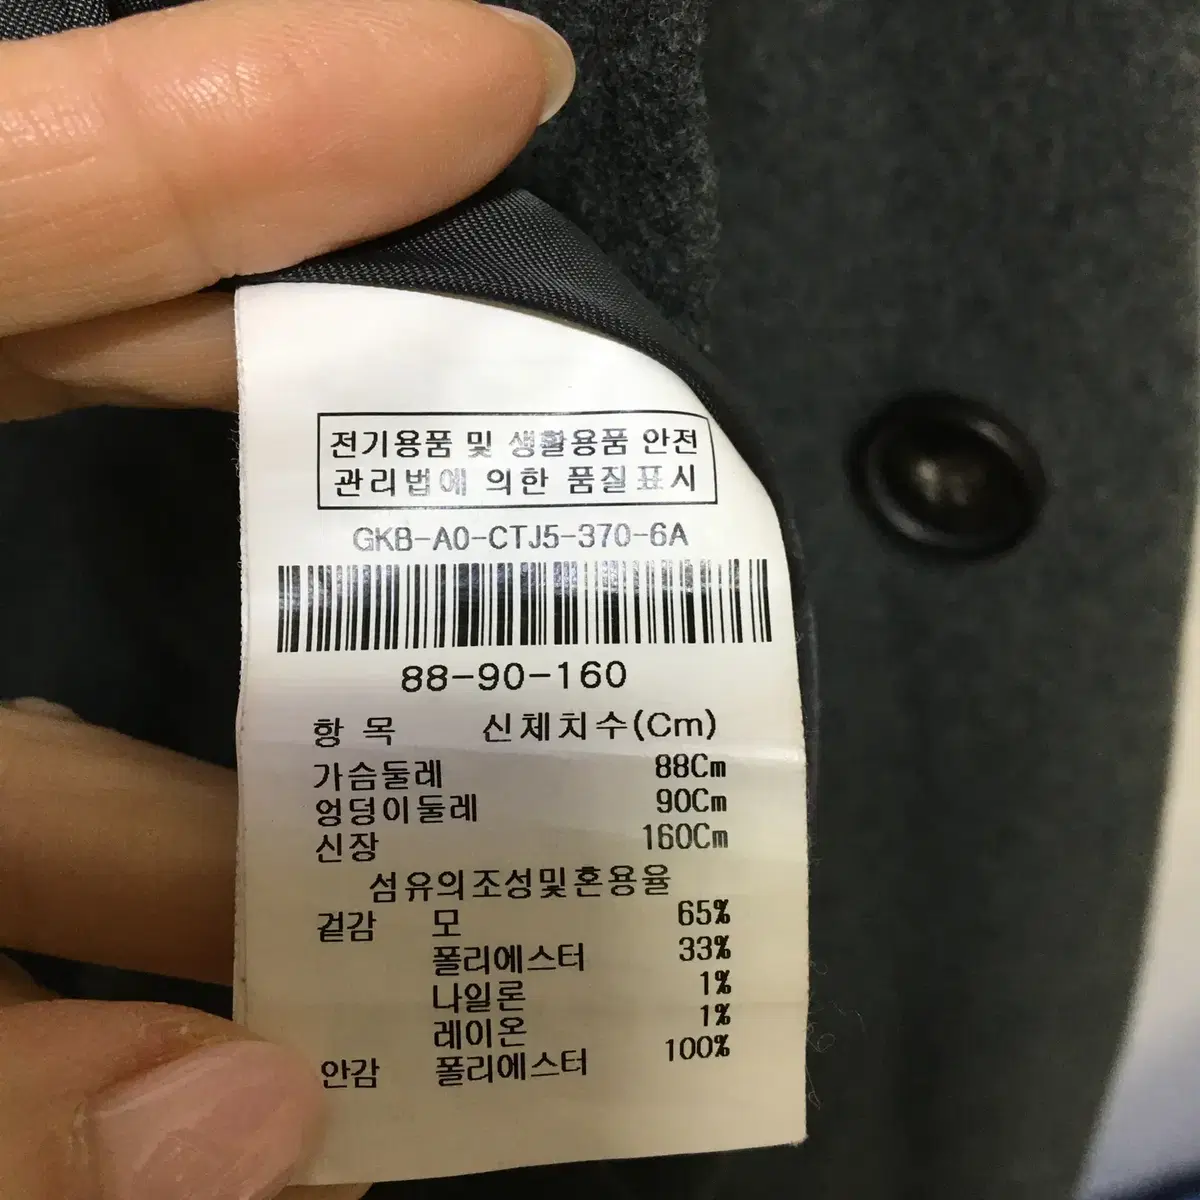 전기용품 및 생활용품 안전
관리법에 의한 품질표시
GKB-A0-CTJ5-370-6A
88-90-160
항 목 신체치수(Cm)
가슴둘레 88Cm
엉덩이둘레 90Cm
신장 160Cm
섬유의조성및혼용율
겉감 모 65%
폴리에스터 33%
나일론 1%
레이온 1%
안감 폴리에스터 100%